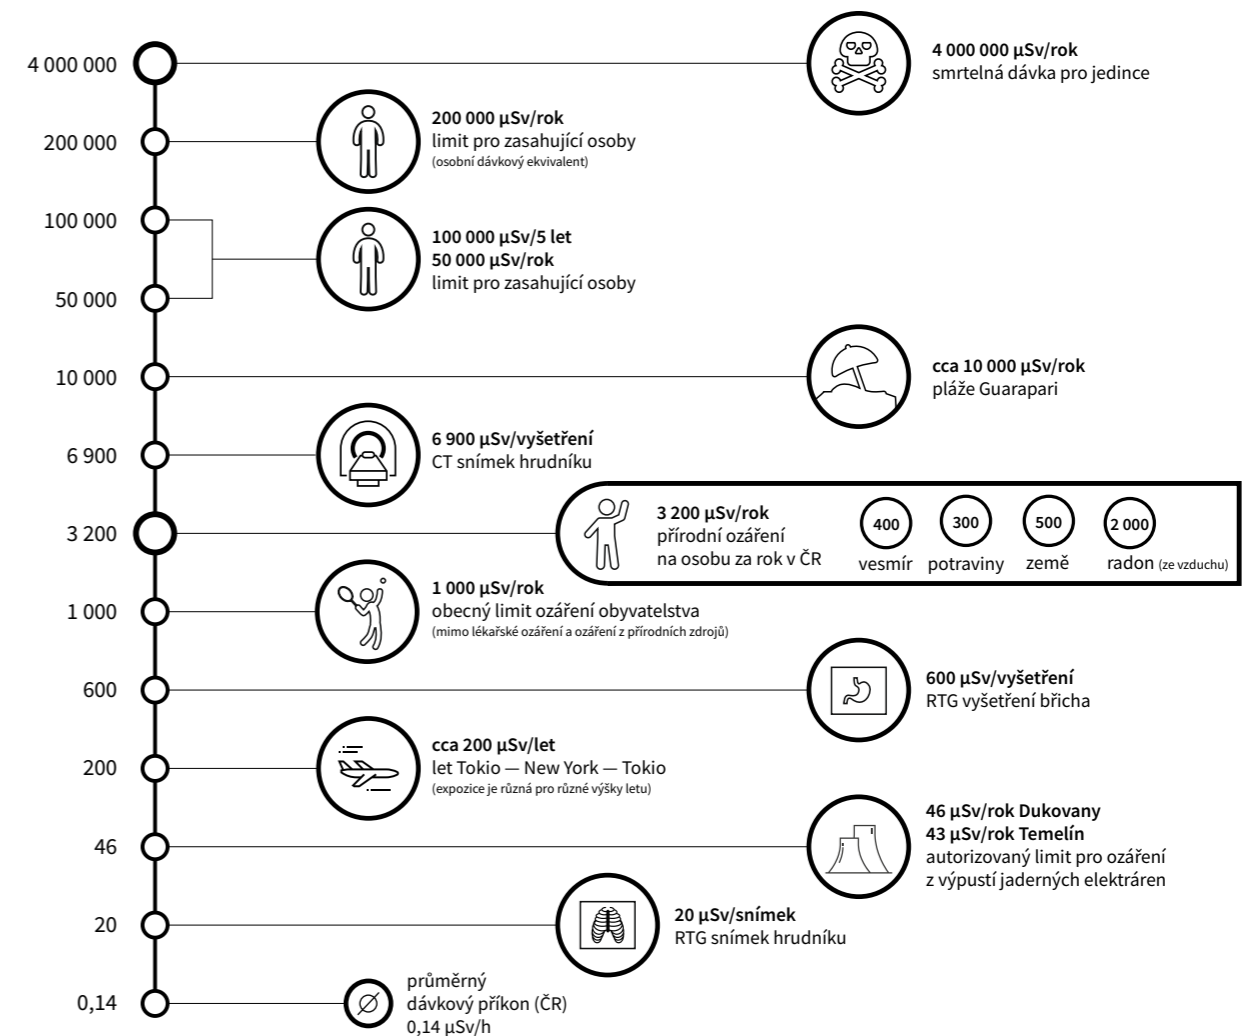 4 000 000
4 000 000 µSv/rok
smrtelná dávka pro jedince
200 000
200 000 µSv/rok
limit pro zasahující osoby
(osobní dávkový ekvivalent)
100 000
50 000
100 000 µSv/5 let
50 000 µSv/rok
limit pro zasahující osoby
10 000
cca 10 000 µSv/rok
pláže Guarapari
6 900
6 900 µSv/vyšetření
CT snímek hrudníku
3 200
3 200 µSv/rok
přírodní ozáření
na osobu za rok v ČR
400
vesmír
300
potraviny
500
země
2 000
radon (ze vzduchu)
1 000
1 000 µSv/rok
obecný limit ozáření obyvatelstva
(mimo lékařské ozáření a ozáření z přírodních zdrojů)
600
600 µSv/vyšetření
RTG vyšetření břicha
200
cca 200 µSv/let
let Tokio — New York — Tokio
(expozice je různá pro různé výšky letu)
46
46 µSv/rok Dukovany
43 µSv/rok Temelín
autorizovaný limit pro ozáření
z výpustí jaderných elektráren
20
20 µSv/snímek
RTG snímek hrudníku
0,14
průměrný
dávkový příkon (ČR)
0,14 µSv/h